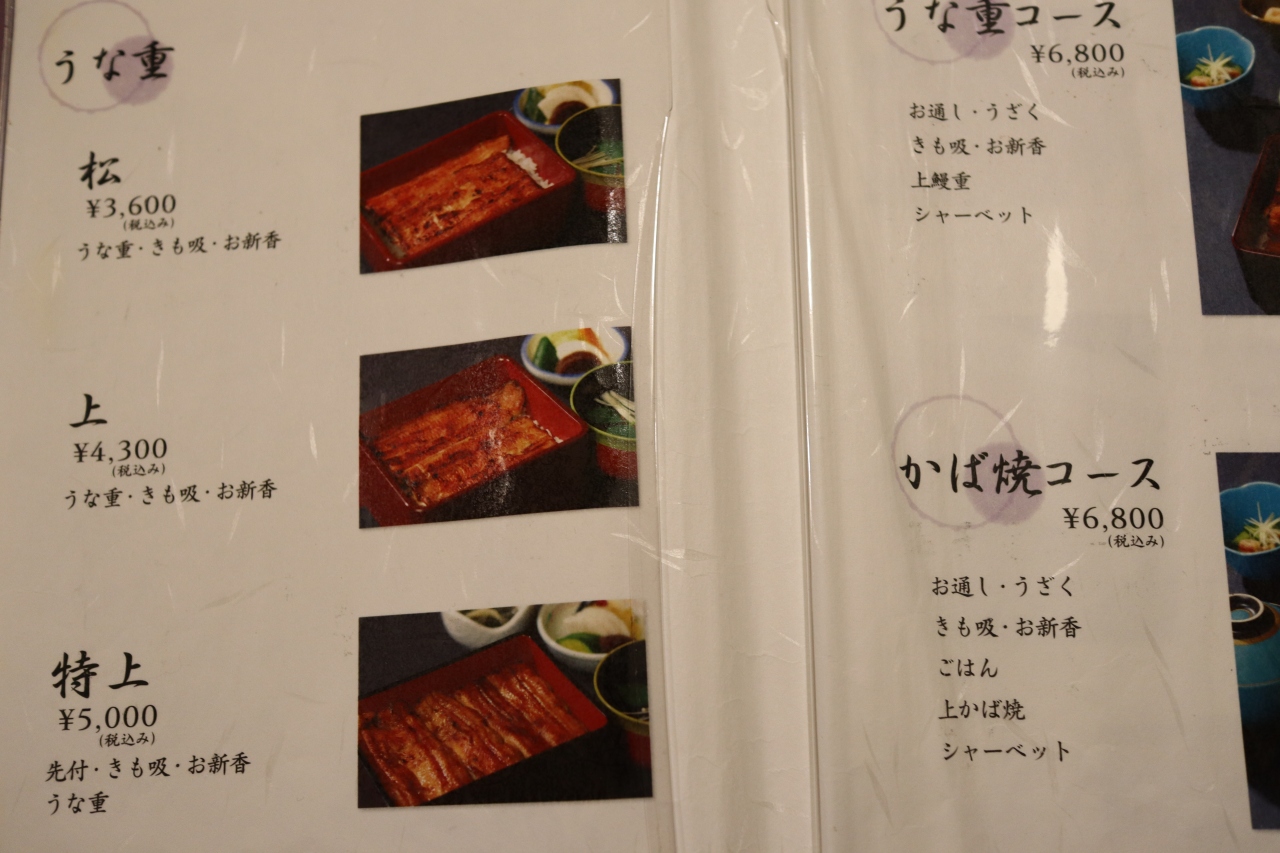 うな重
松
¥3,600
(税込み)
うな重・きも吸・お新香
上
¥4,300
(税込み)
うな重・きも吸・お新香
特上
¥5,000
(税込み)
先付・きも吸・お新香
うな重
うな重コース
¥6,800
(税込み)
お通し・うざく
きも吸・お新香
上鰻重
シャーベット
かば焼コース
¥6,800
(税込み)
お通し・うざく
きも吸・お新香
ごはん
上かば焼
シャーベット